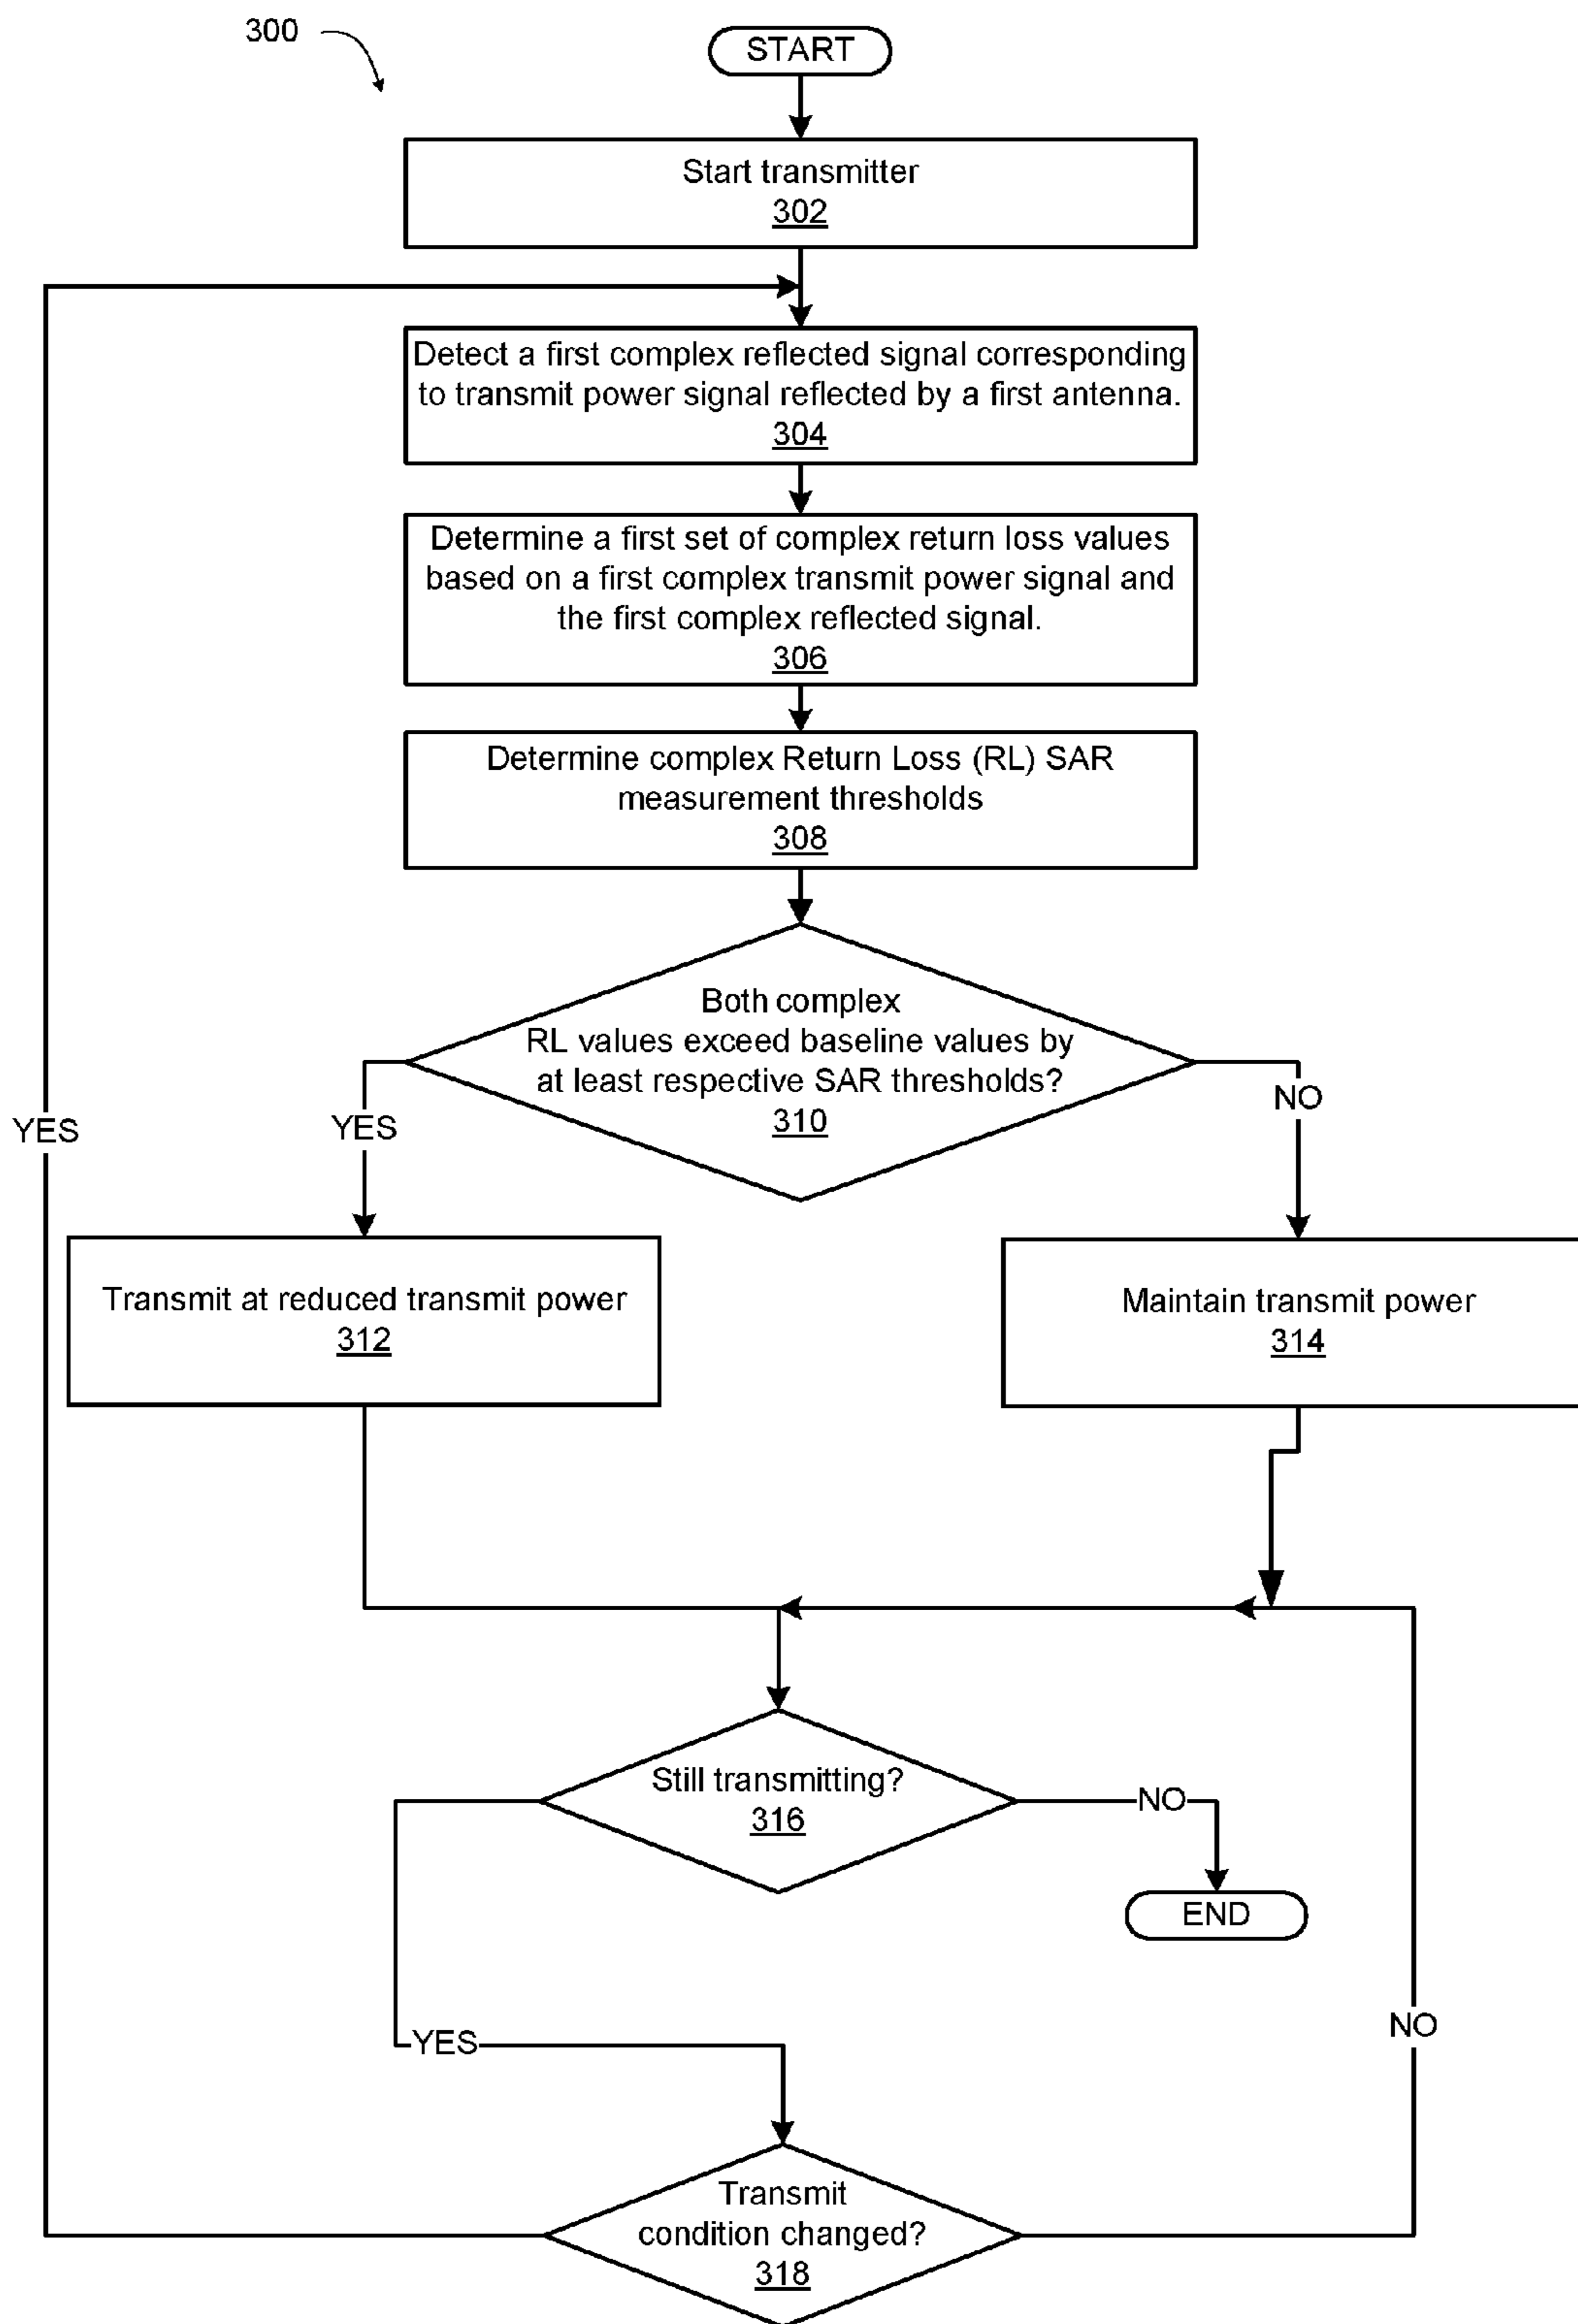 300
START
Start transmitter
302
Detect a first complex reflected signal corresponding
to transmit power signal reflected by a first antenna.
304
Determine a first set of complex return loss values
based on a first complex transmit power signal and
the first complex reflected signal.
306
Determine complex Return Loss (RL) SAR
measurement thresholds
308
Both complex
RL values exceed baseline values by
at least respective SAR thresholds?
310
YES
YES
NO
Transmit at reduced transmit power
312
Maintain transmit power
314
Still transmitting?
316
NO
END
YES
NO
Transmit
condition changed?
318